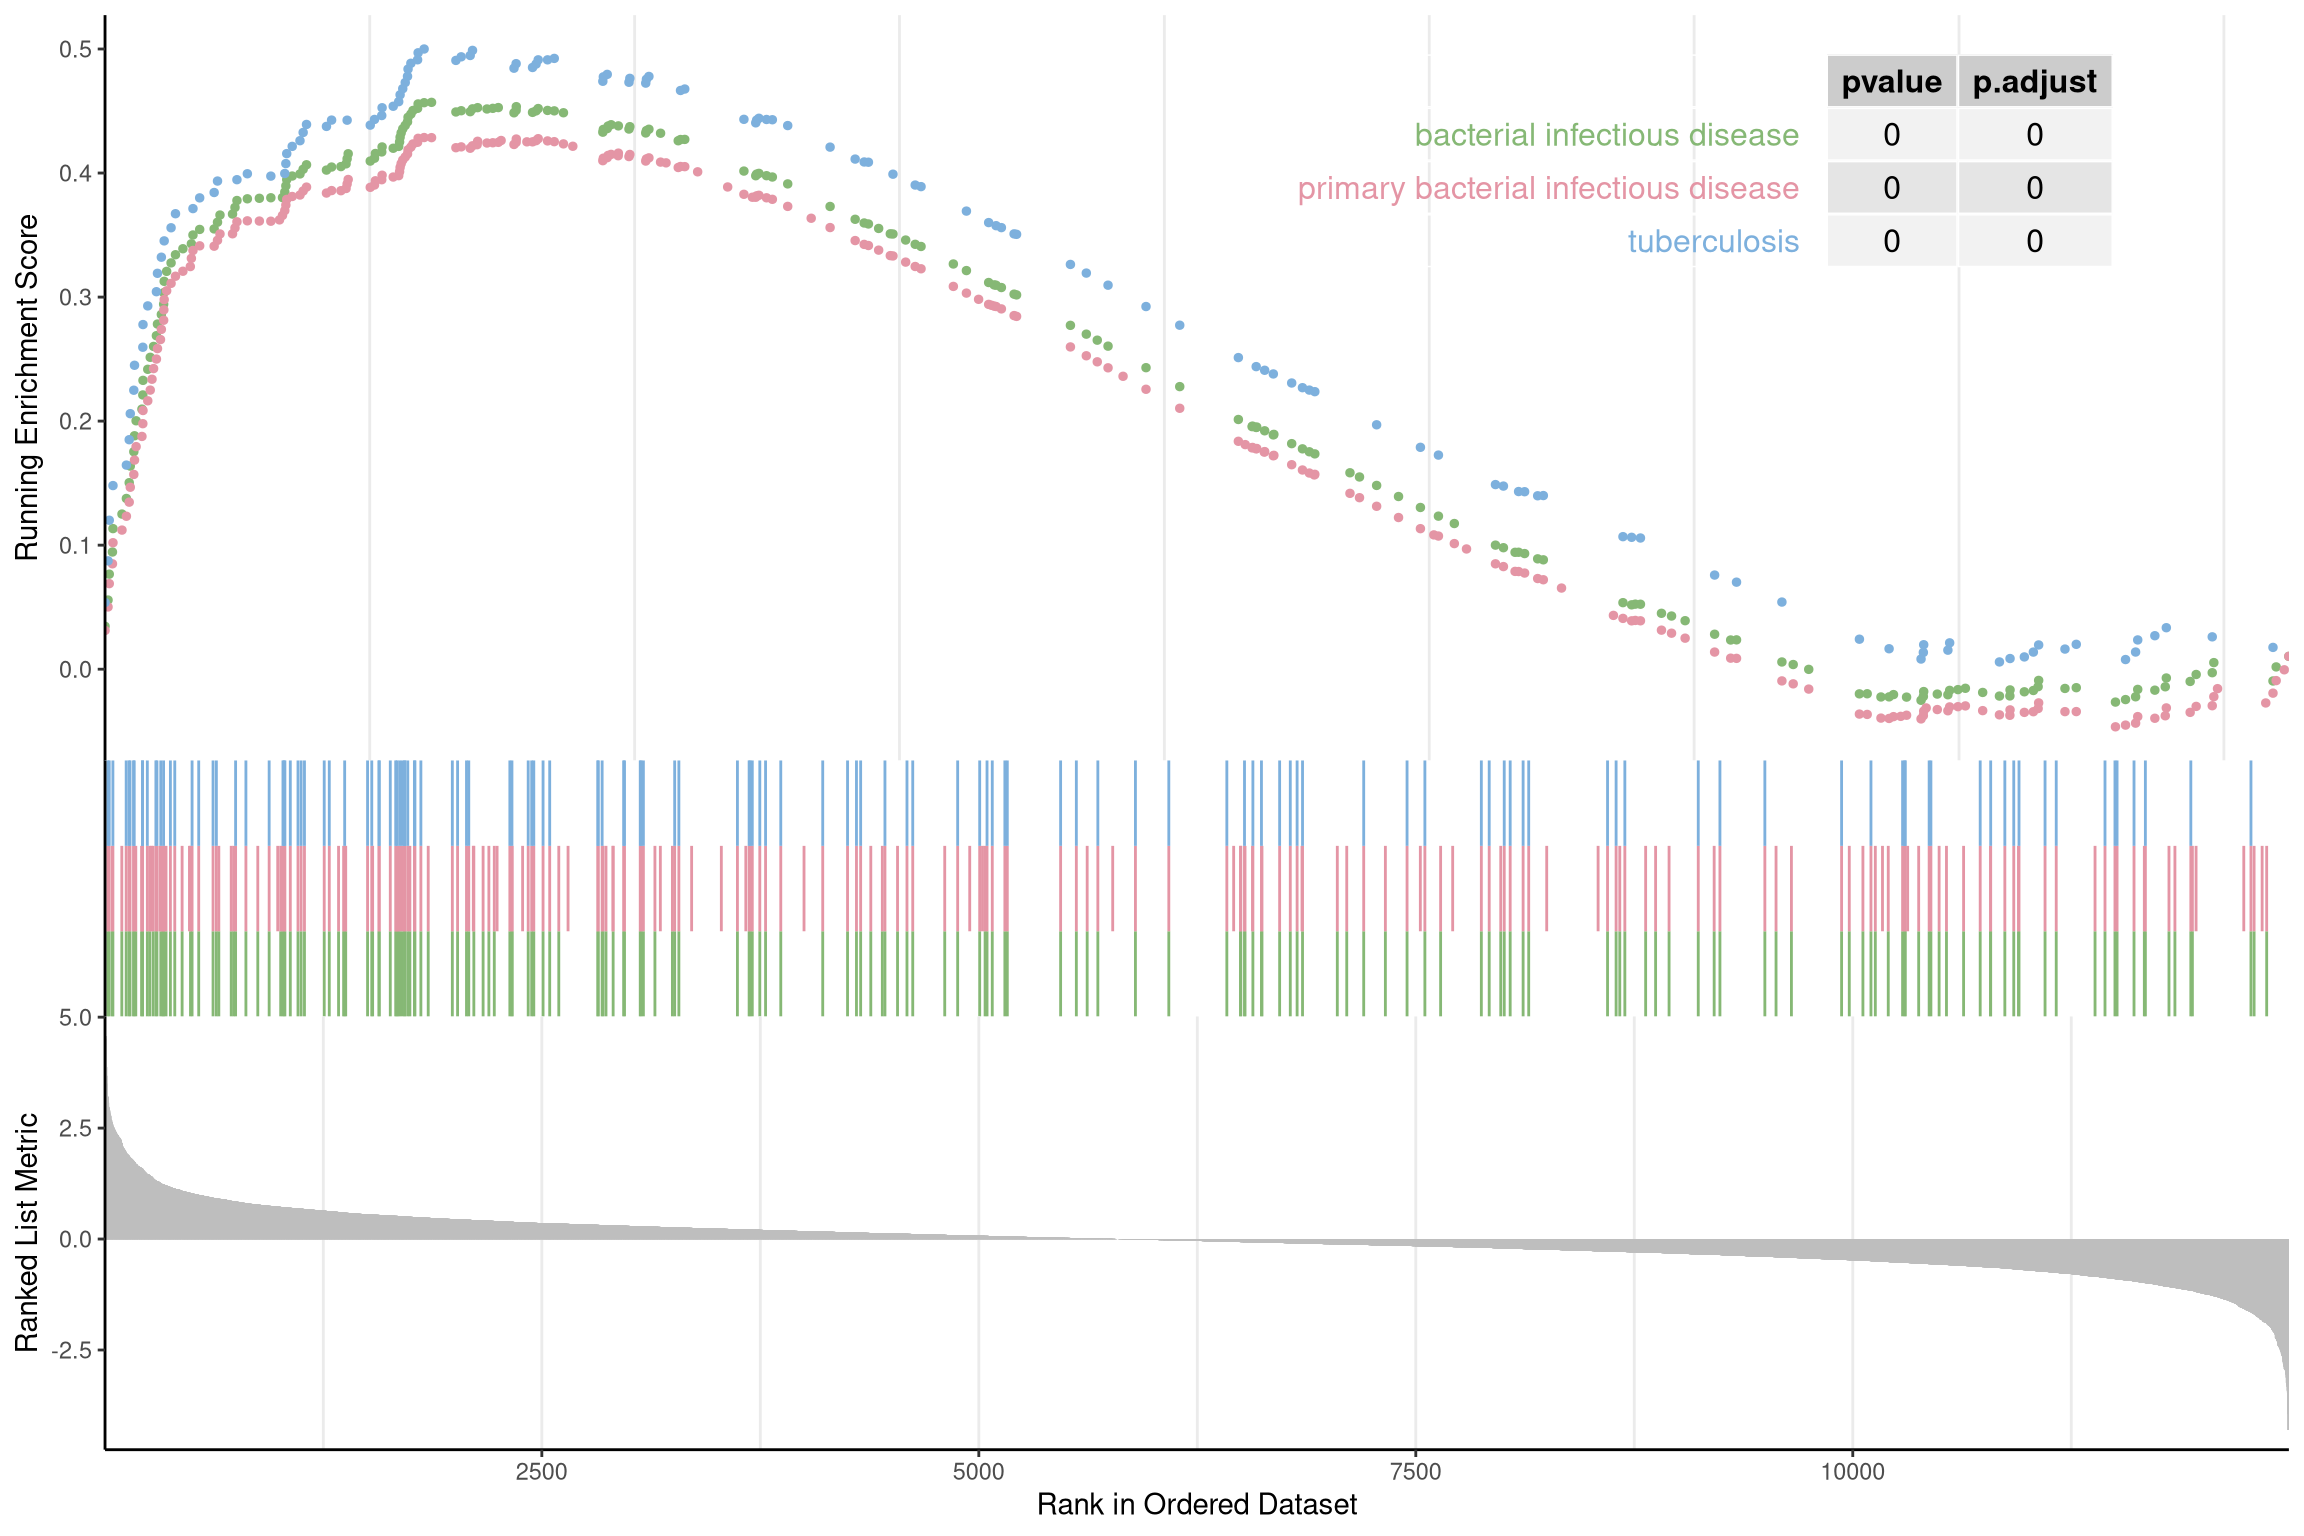 Running Enrichment Score
0.5
0.4
0.3
0.2
0.1
0.0
pvalue p.adjust
bacterial infectious disease 0 0
primary bacterial infectious disease 0 0
tuberculosis 0 0
Ranked List Metric
5.0
2.5
0.0
-2.5
2500 5000 7500 10000
Rank in Ordered Dataset